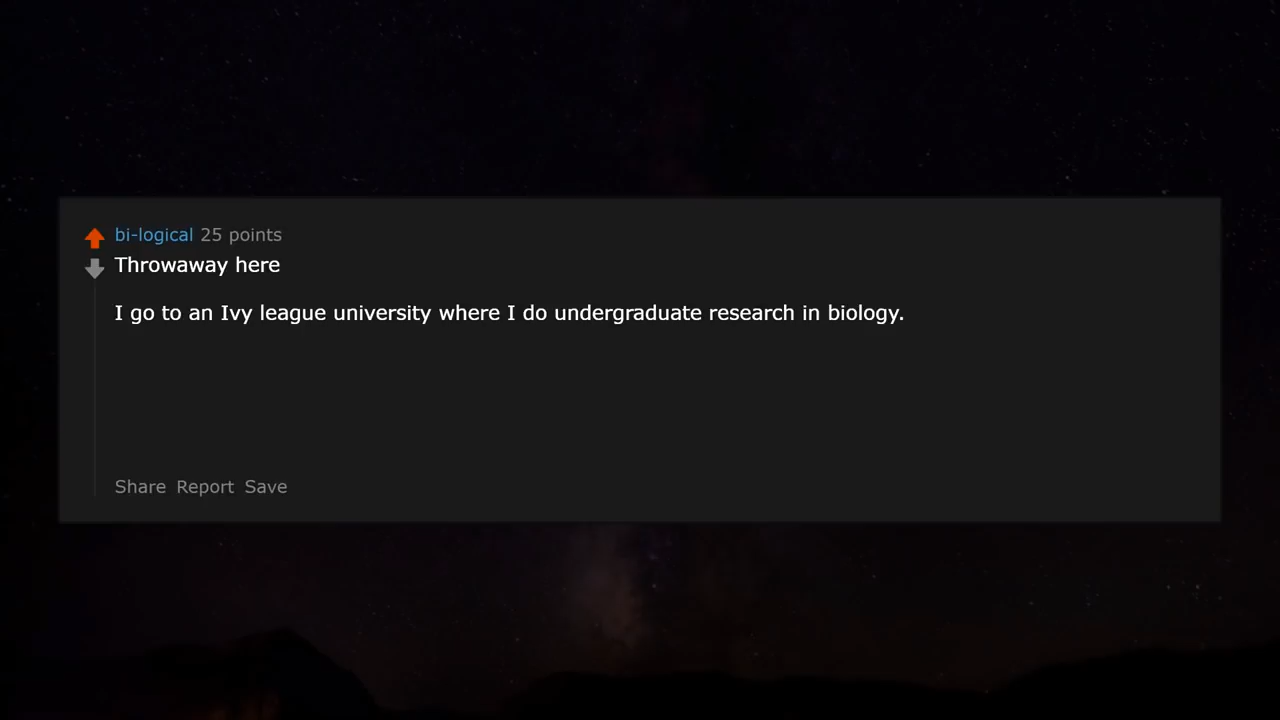 bi-logical 25 points
Throwaway here
I go to an Ivy league university where I do undergraduate research in biology.
Share Report Save